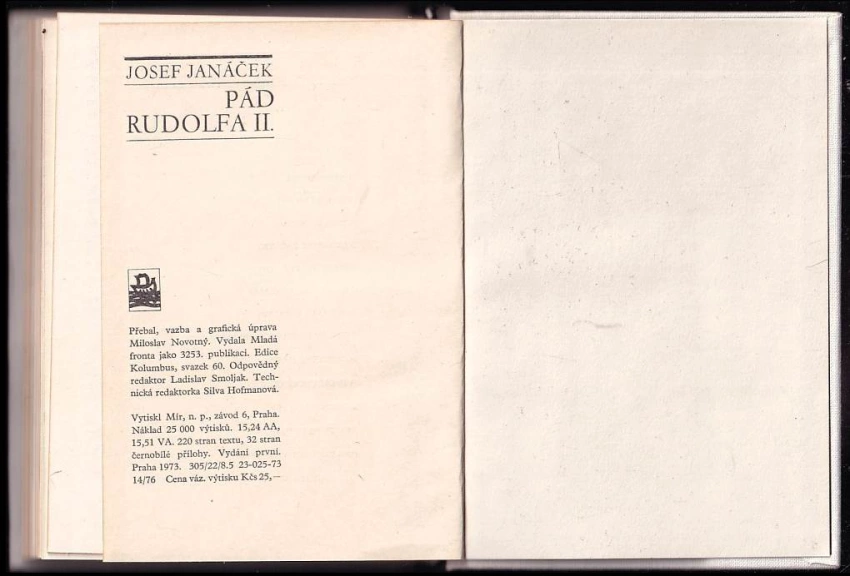 JOSEF JANÁČEK
PÁD
RUDOLFA II.
Přebal, vazba a grafická úprava
Miloslav Novotný. Vydala Mladá
fronta jako 3253. publikaci. Edice
Kolumbus, svazek 60. Odpovědný
redaktor Ladislav Smoljak. Tech-
nická redaktorka Silva Hofmanová.
Vytiskl Mír, n. p., závod 6, Praha.
Náklad 25 000 výtisků. 15,24 AA,
15,51 VA. 220 stran textu, 32 stran
černobílé přílohy. Vydání první.
Praha 1973. 305/22/8.5 23-025-73
14/76 Cena váz. výtisku Kčs 25,—